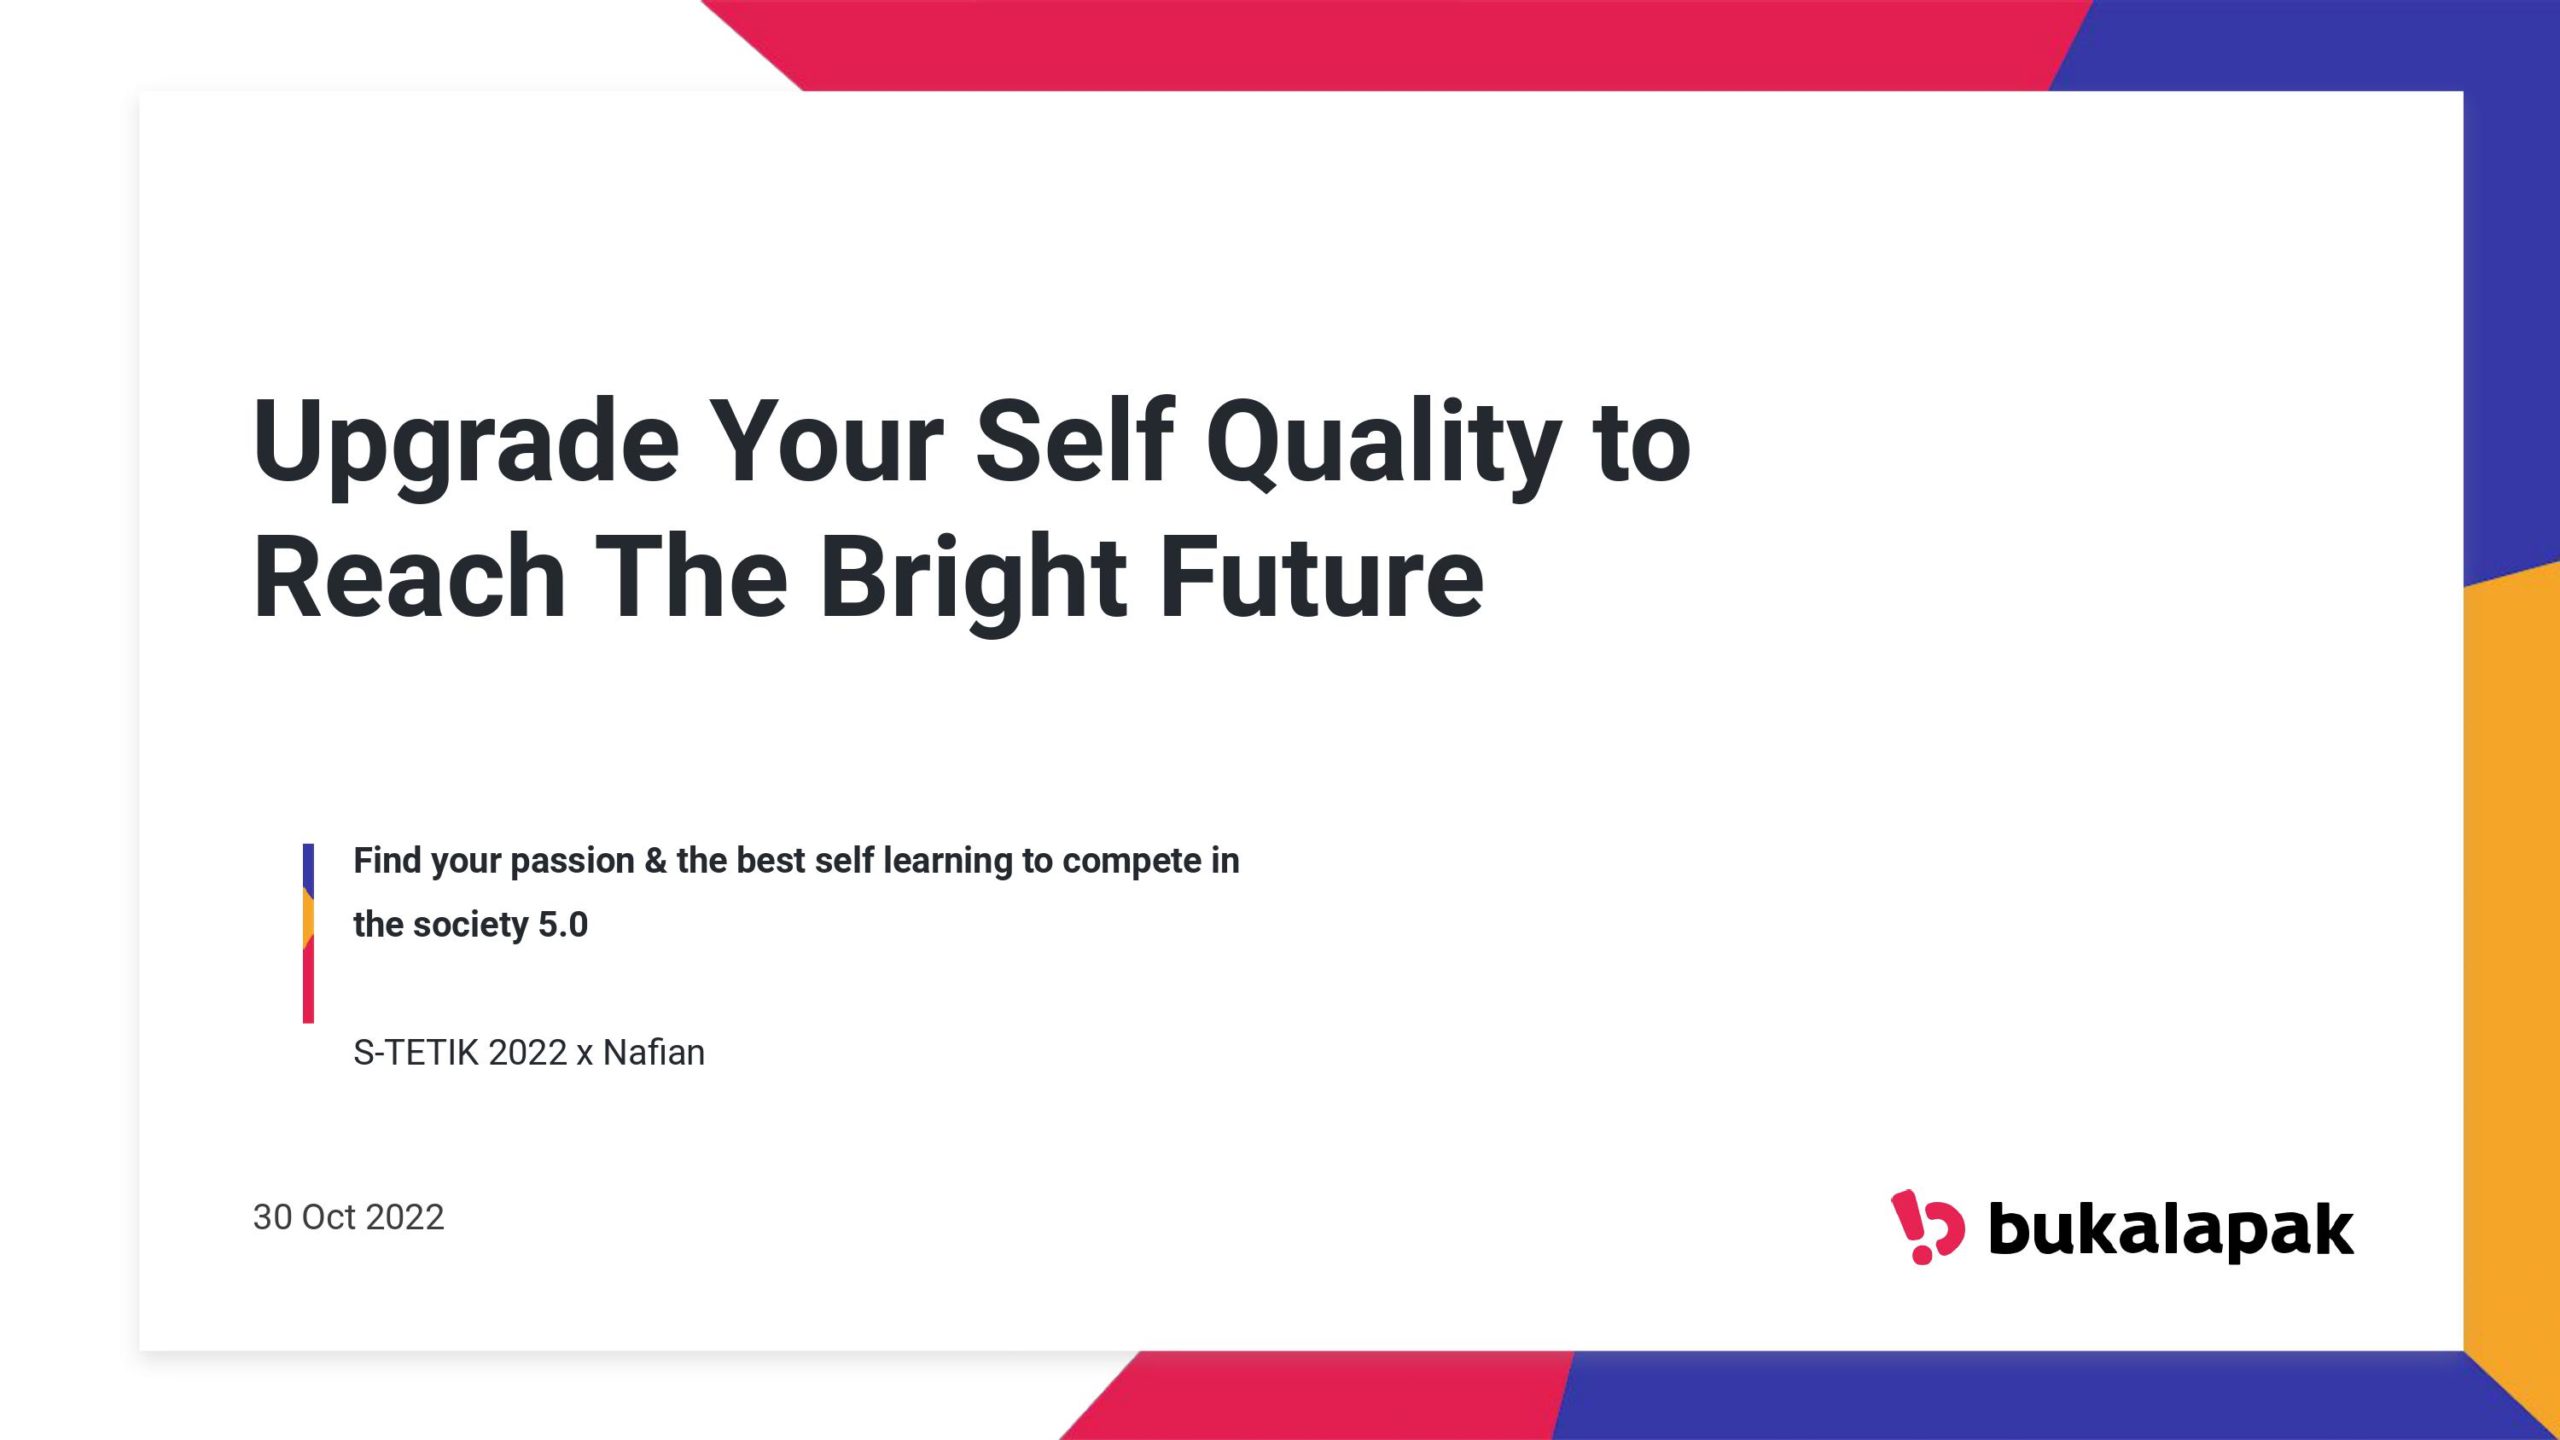 Upgrade Your Self Quality to
Reach The Bright Future
Find your passion & the best self learning to compete in
the society 5.0
S-TETIK 2022 x Nafian
30 Oct 2022
bukalapak